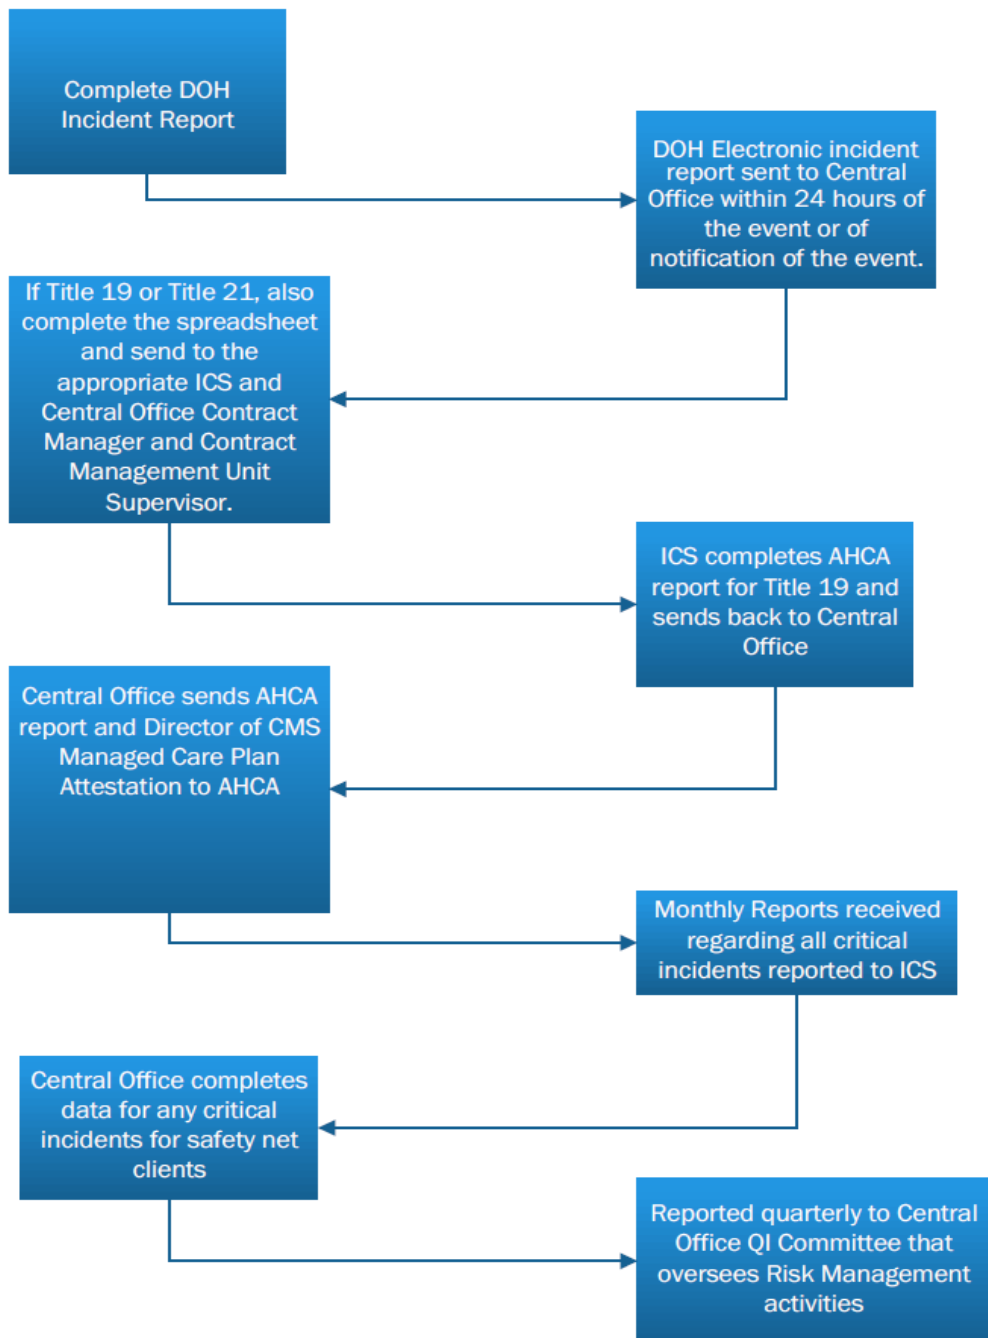 Complete DOH
Incident Report
DOH Electronic incident
report sent to Central
Office within 24 hours of
the event or of
notification of the event.
If Title 19 or Title 21, also
complete the spreadsheet
and send to the
appropriate ICS and
Central Office Contract
Manager and Contract
Management Unit
Supervisor.
ICS completes AHCA
report for Title 19 and
sends back to Central
Office
Central Office sends AHCA
report and Director of CMS
Managed Care Plan
Attestation to AHCA
Monthly Reports received
regarding all critical
incidents reported to ICS
Central Office completes
data for any critical
incidents for safety net
clients
Reported quarterly to Central
Office QI Committee that
oversees Risk Management
activities